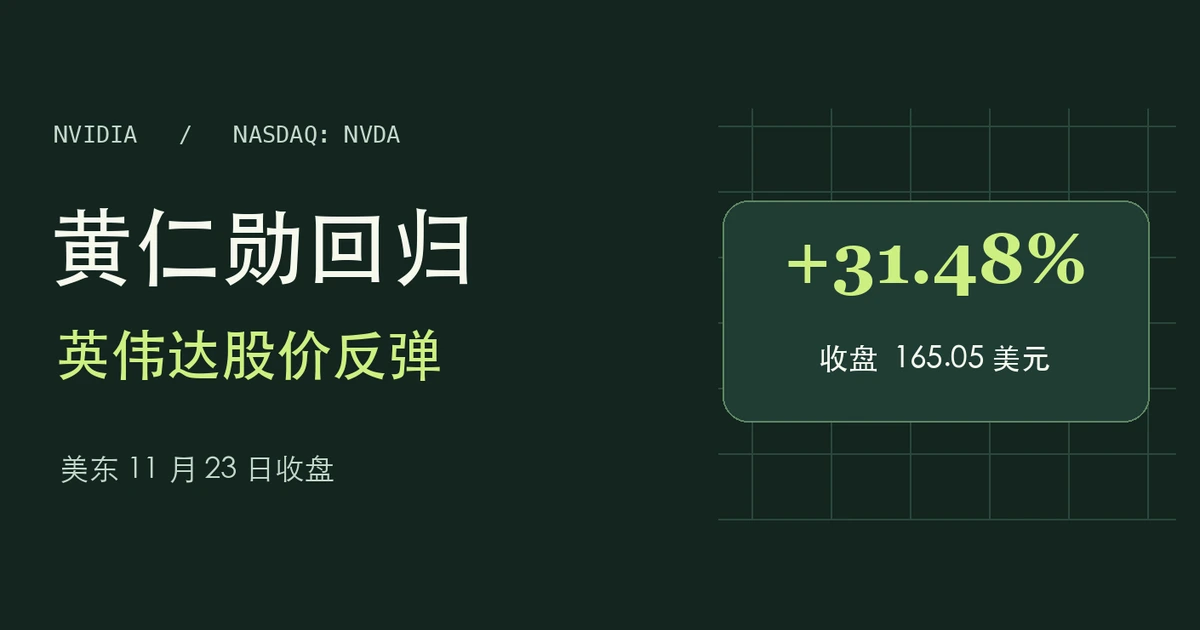 NVIDIA / NASDAQ: NVDA
黄仁勋回归
英伟达股价反弹
美东 11 月 23 日收盘
+31.48%
收盘 165.05 美元